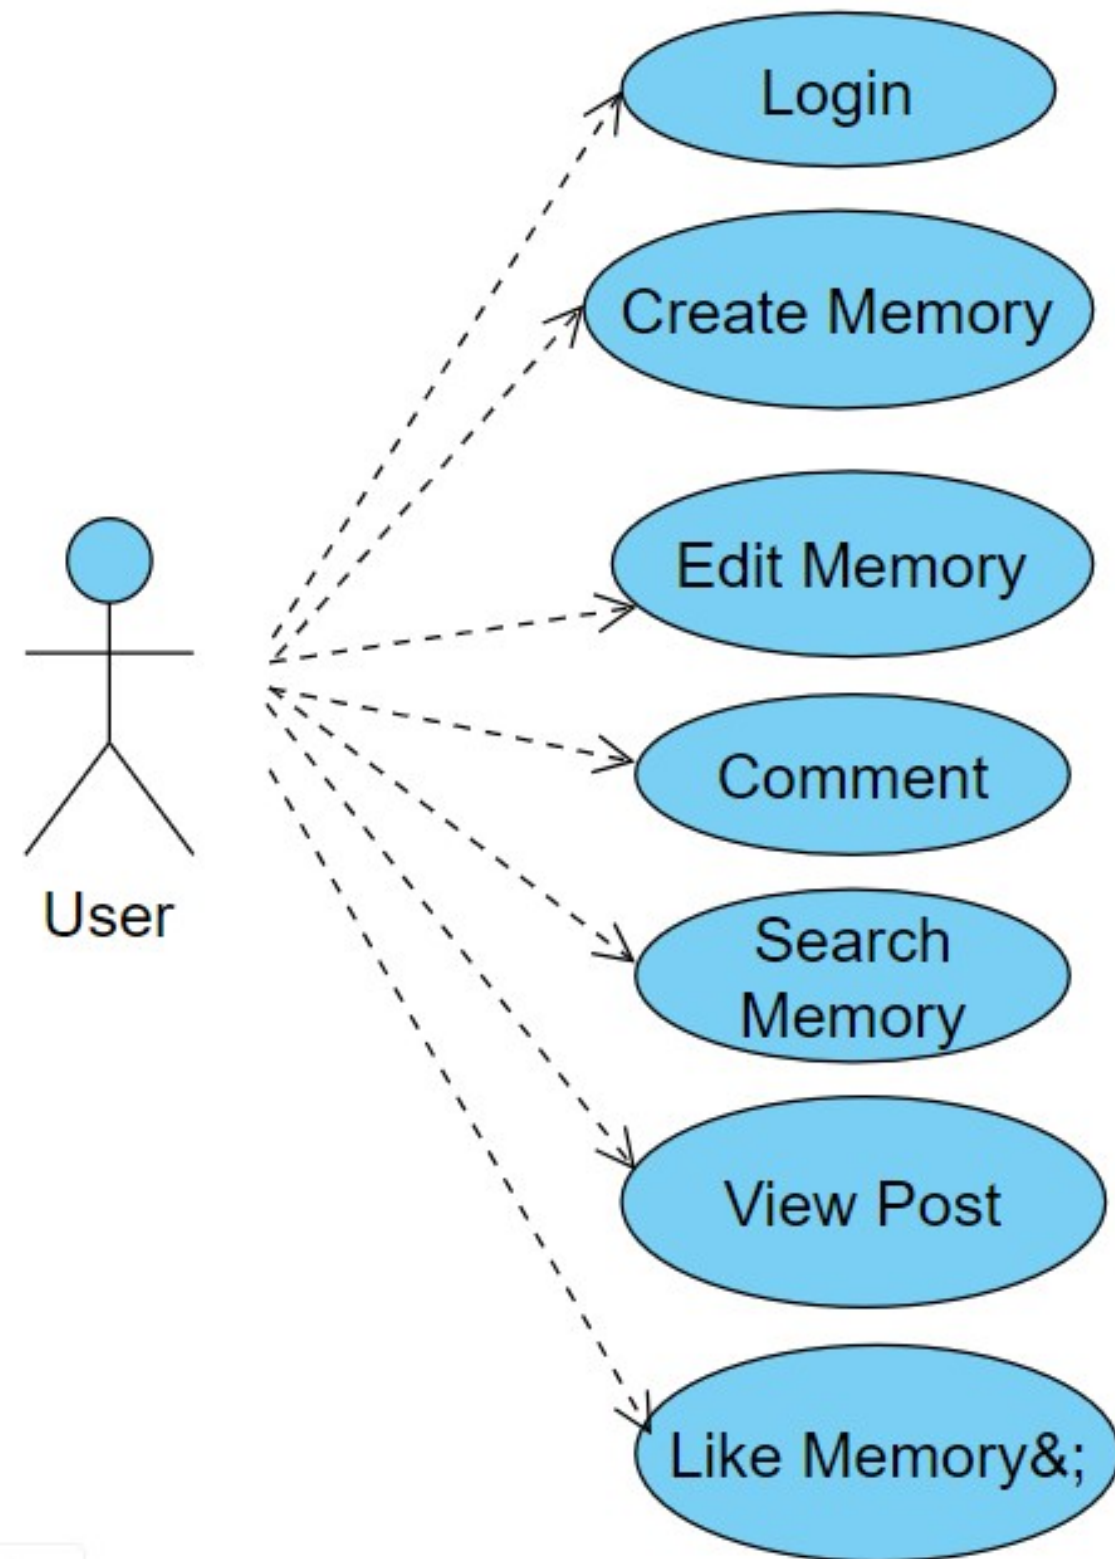 Login
Create Memory
Edit Memory
Comment
User
Search
Memory
View Post
Like Memory&;